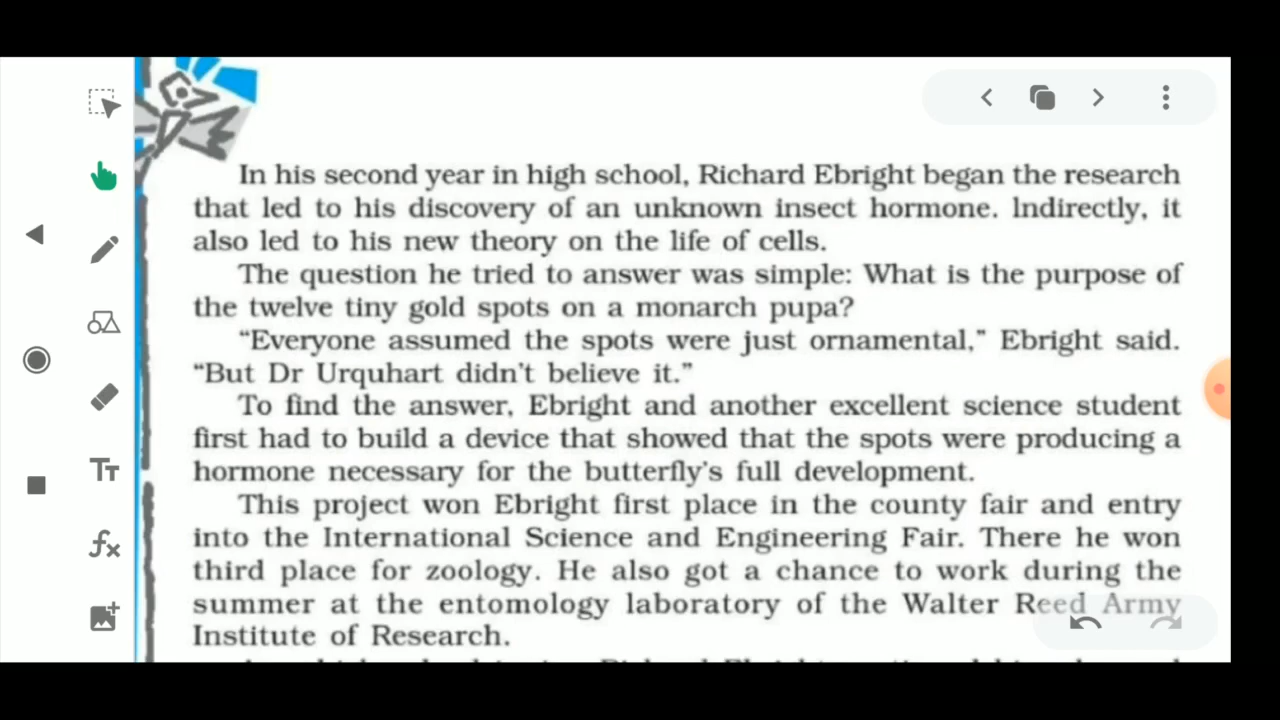 In his second year in high school, Richard Ebright began the research
that led to his discovery of an unknown insect hormone. Indirectly, it
also led to his new theory on the life of cells.
The question he tried to answer was simple: What is the purpose of
the twelve tiny gold spots on a monarch pupa?
“Everyone assumed the spots were just ornamental,” Ebright said.
“But Dr Urquhart didn’t believe it.”
To find the answer, Ebright and another excellent science student
first had to build a device that showed that the spots were producing a
hormone necessary for the butterfly’s full development.
This project won Ebright first place in the county fair and entry
into the International Science and Engineering Fair. There he won
third place for zoology. He also got a chance to work during the
summer at the entomology laboratory of the Walter Reed Army
Institute of Research.
Tт
fx